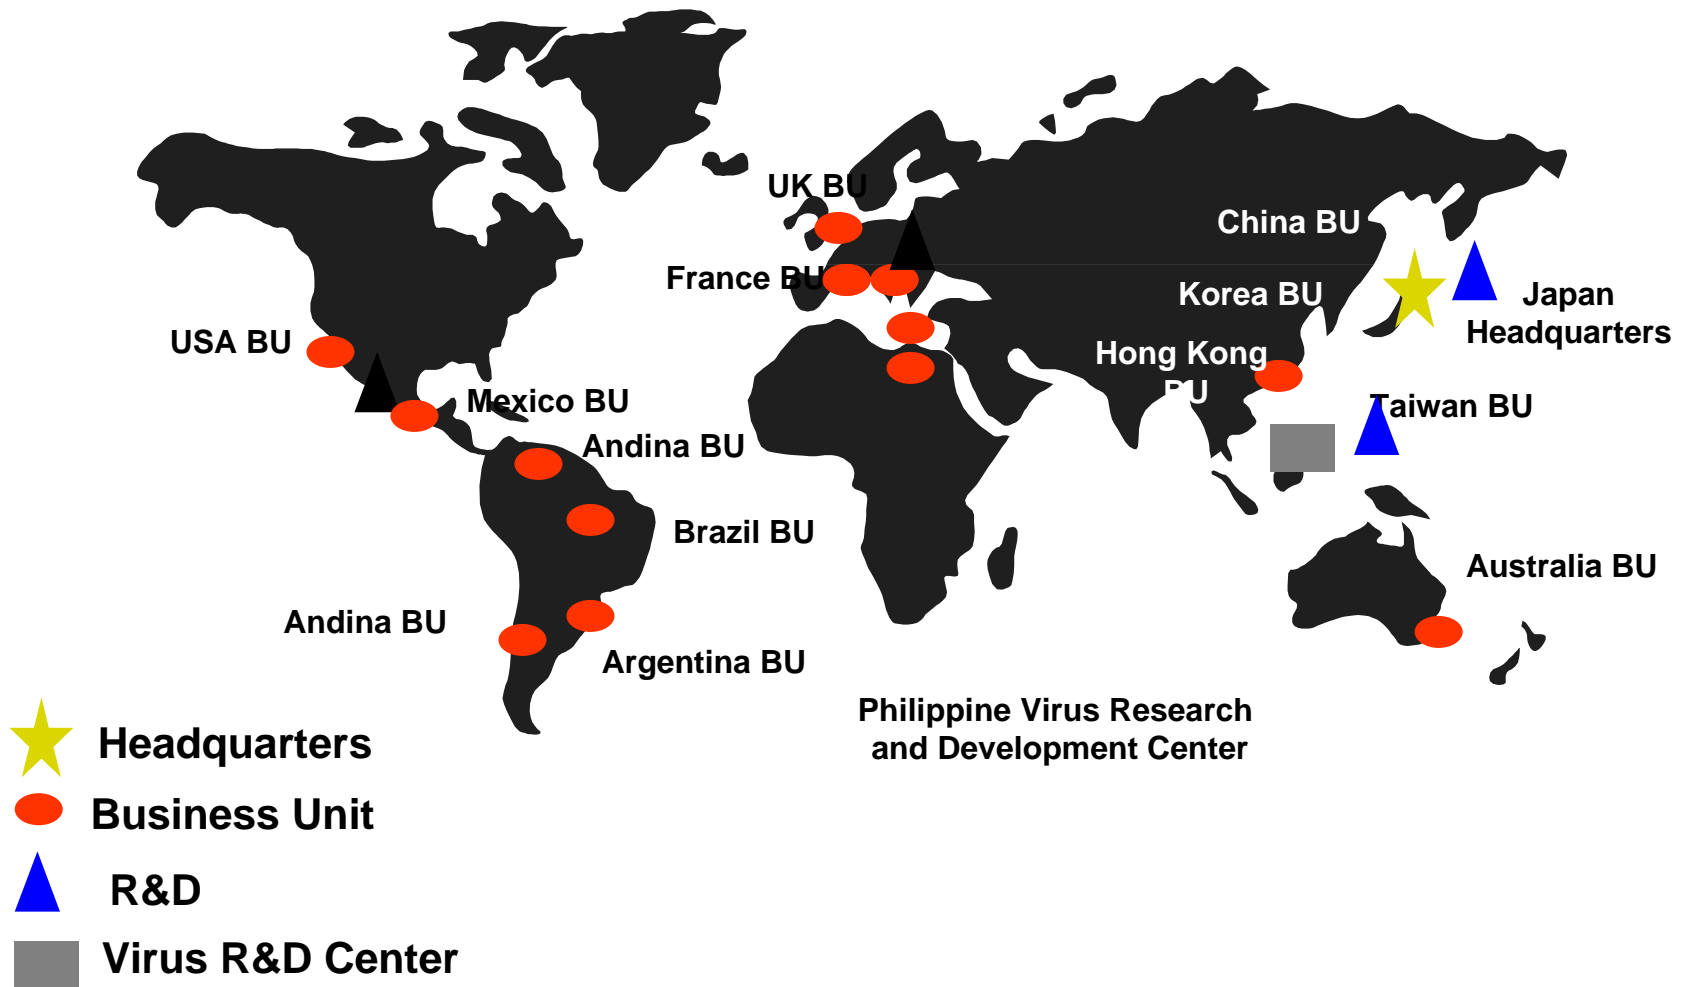 UK BU
China BU
France BU
Korea BU
Japan
Headquarters
USA BU
Hong Kong
BU
Mexico BU
Taiwan BU
Andina BU
Brazil BU
Australia BU
Andina BU
Argentina BU
Philippine Virus Research
and Development Center
Headquarters
Business Unit
R&D
Virus R&D Center